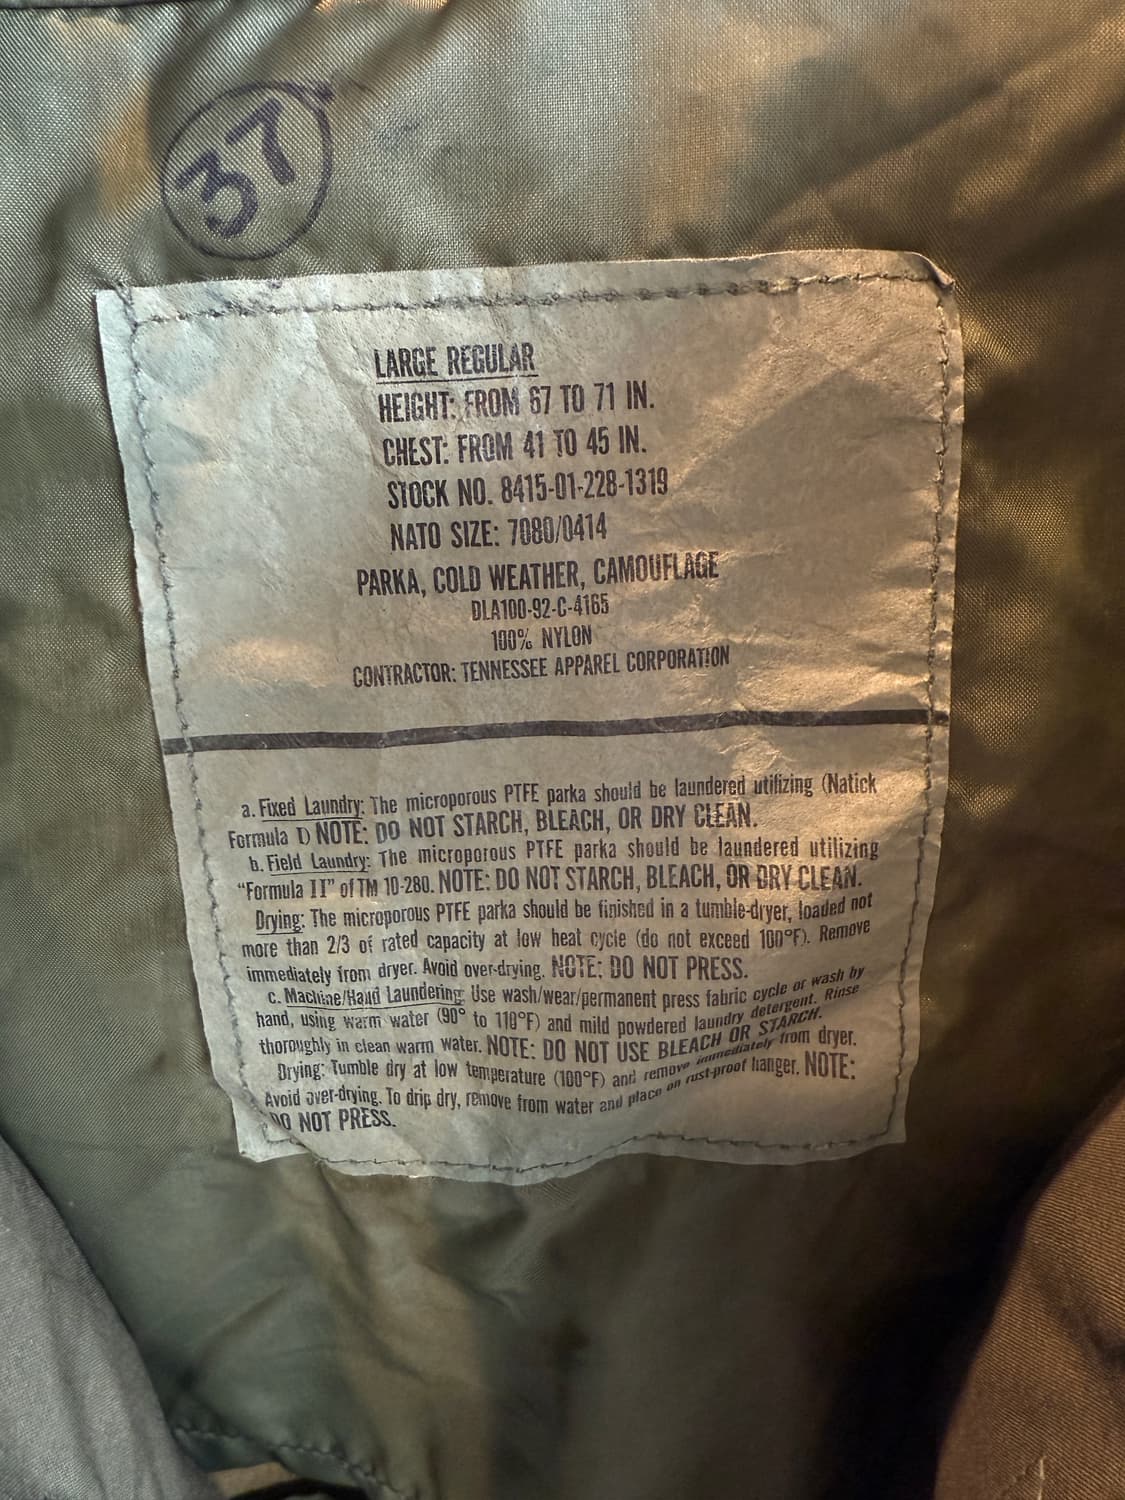 37
LARGE REGULAR
HEIGHT: FROM 67 TO 71 IN.
CHEST: FROM 41 TO 45 IN.
STOCK NO. 8415-01-228-1319
NATO SIZE: 7080/0414
PARKA, COLD WEATHER, CAMOUFLAGE
DLA100-92-C-4165
100% NYLON
CONTRACTOR: TENNESSEE APPAREL CORPORATION
a. Fixed Laundry: The microporous PTFE parka should be laundered utilizing (Natick
Formula I) NOTE: DO NOT STARCH, BLEACH, OR DRY CLEAN.
b. Field Laundry: The microporous PTFE parka should be laundered utilizing
"Formula II" of TM 10-280. NOTE: DO NOT STARCH, BLEACH, OR DRY CLEAN.
Drying: The microporous PTFE parka should be finished in a tumble-dryer, loaded not
more than 2/3 of rated capacity at low heat cycle (do not exceed 100°F). Remove
immediately from dryer. Avoid over-drying. NOTE: DO NOT PRESS.
c. Machine/Hand Laundering: Use wash/wear/permanent press fabric cycle or wash by
hand, using warm water (90° to 110°F) and mild powdered laundry detergent. Rinse
thoroughly in clean warm water. NOTE: DO NOT USE BLEACH OR STARCH.
Drying: Tumble dry at low temperature (100°F) and remove immediately from dryer.
Avoid over-drying. To drip dry, remove from water and place on rust-proof hanger. NOTE:
DO NOT PRESS.